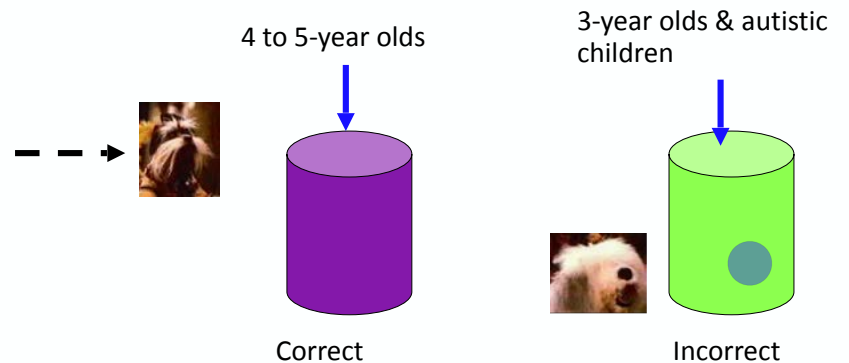 4 to 5-year olds
3-year olds & autistic
children
Correct
Incorrect